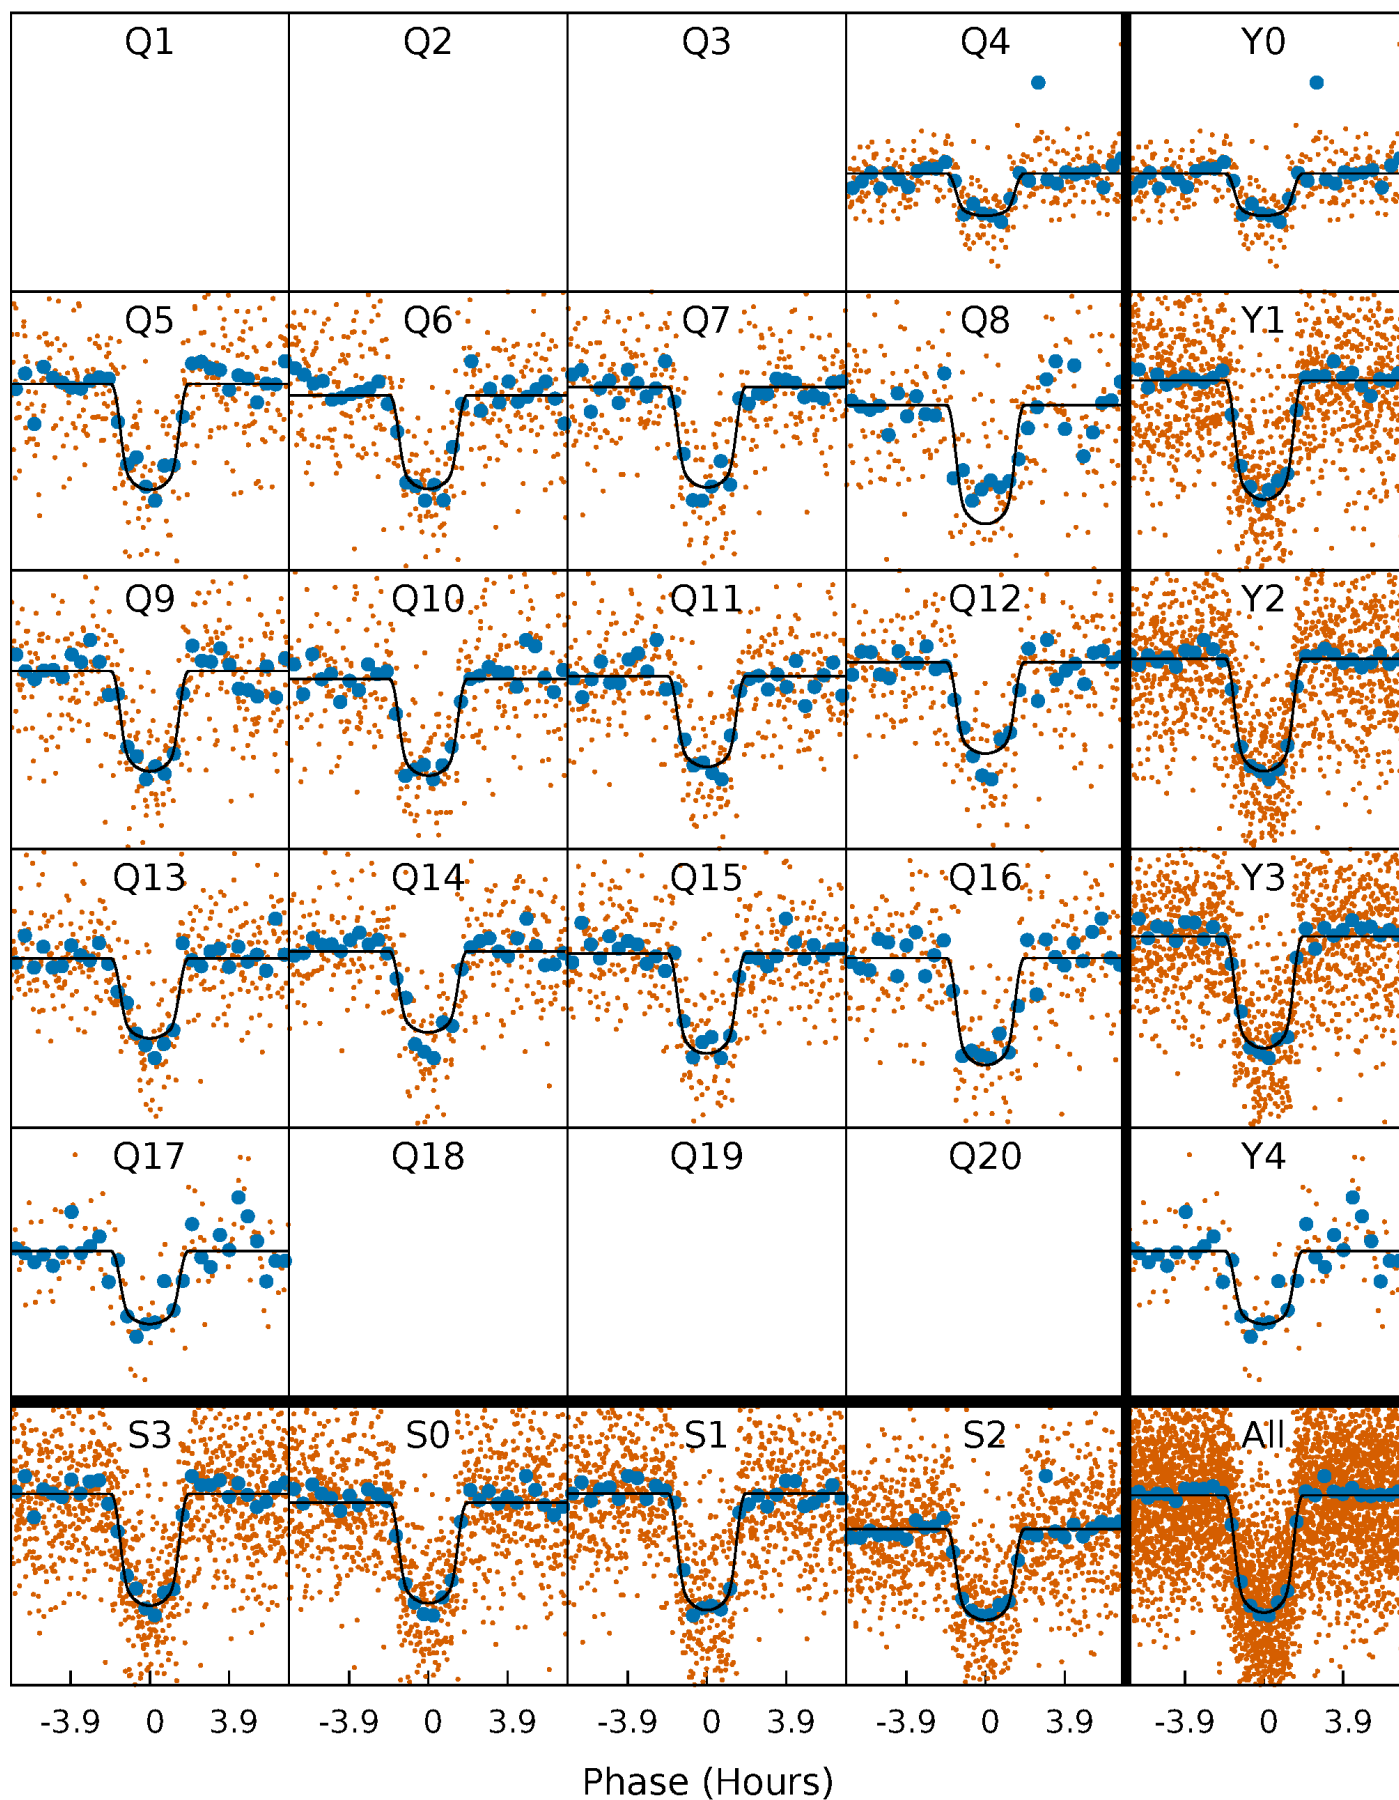 Q1 Q2 Q3 Q4 Y0
Q5 Q6 Q7 Q8 Y1
Q9 Q10 Q11 Q12 Y2
Q13 Q14 Q15 Q16 Y3
Q17 Q18 Q19 Q20 Y4
S3 S0 S1 S2 All
-3.9 0 3.9 -3.9 0 3.9 -3.9 0 3.9 -3.9 0 3.9 -3.9 0 3.9
Phase (Hours)